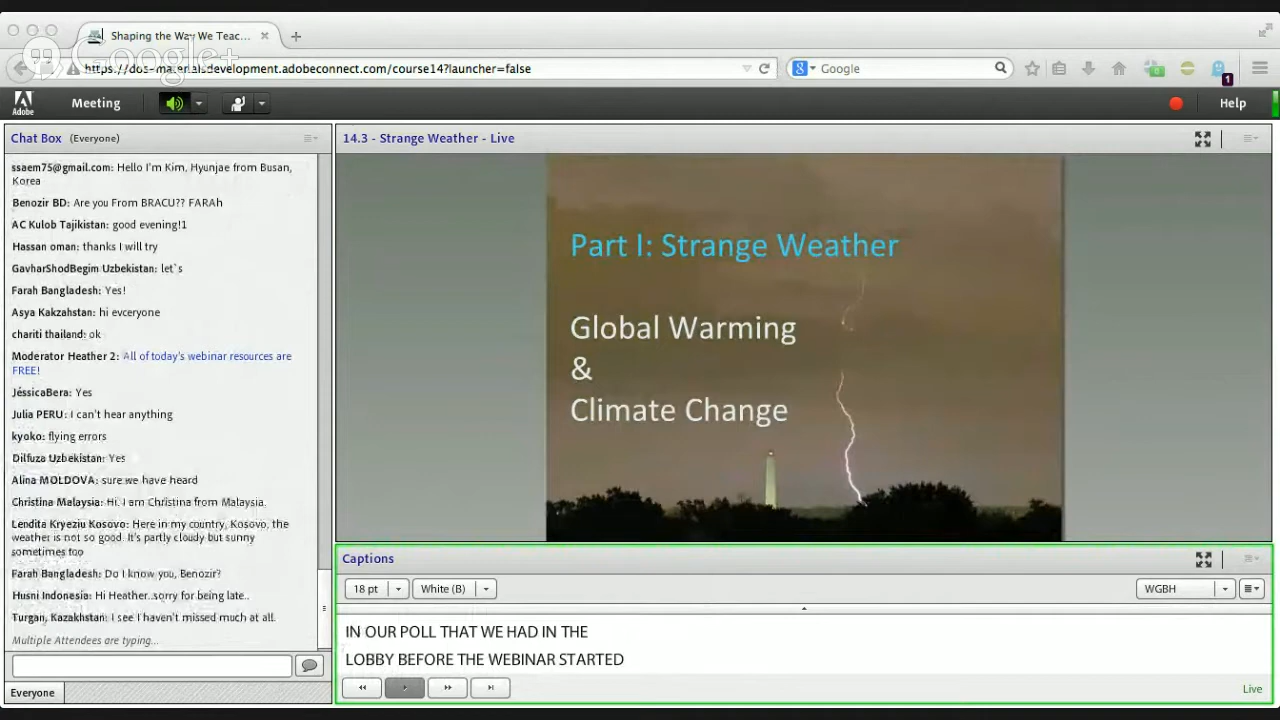 Shaping the Way We Teac...
Google+
https://dos-materialsdevelopment.adobeconnect.com/course14?launcher=false
Google
1
Adobe
Meeting
Help
Chat Box (Everyone)
ssaem75@gmail.com: Hello I'm Kim, Hyunjae from Busan,
Korea
Benozir BD: Are you From BRACU?? FARAh
AC Kulob Tajikistan: good evening!1
Hassan oman: thanks I will try
GavharShodBegim Uzbekistan: let`s
Farah Bangladesh: Yes!
Asya Kakzahstan: hi evceryone
chariti thailand: ok
Moderator Heather 2: All of today's webinar resources are
FREE!
JéssicaBera: Yes
Julia PERU: I can't hear anything
kyoko: flying errors
Dilfuza Uzbekistan: Yes
Alina MOLDOVA: sure we have heard
Christina Malaysia: Hi. I am Christina from Malaysia.
Lendita Kryeziu Kosovo: Here in my country, Kosovo, the
weather is not so good. It's partly cloudy but sunny
sometimes too
Farah Bangladesh: Do I know you, Benozir?
Husni Indonesia: Hi Heather..sorry for being late..
Turgan, Kazakhstan: I see I haven't missed much at all.
Multiple Attendees are typing...
Everyone
14.3 - Strange Weather - Live
Part I: Strange Weather
Global Warming
&
Climate Change
Captions
18 pt
White (B)
WGBH
IN OUR POLL THAT WE HAD IN THE
LOBBY BEFORE THE WEBINAR STARTED
Live